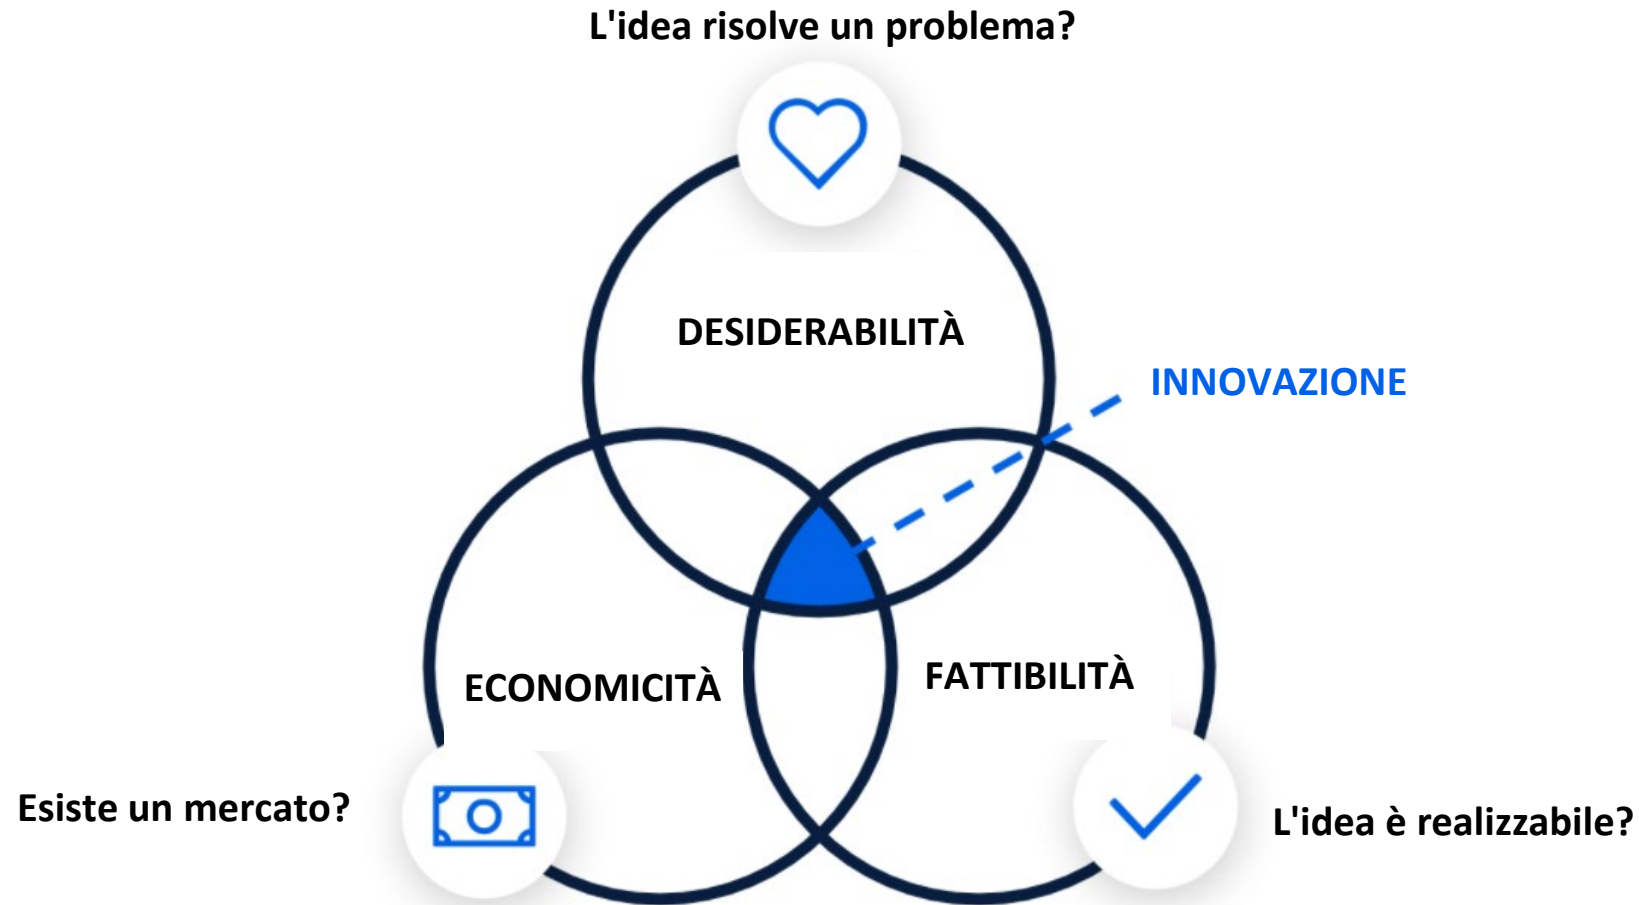 L'idea risolve un problema?
DESIDERABILITÀ
INNOVAZIONE
ECONOMICITÀ
FATTIBILITÀ
Esiste un mercato?
L'idea è realizzabile?